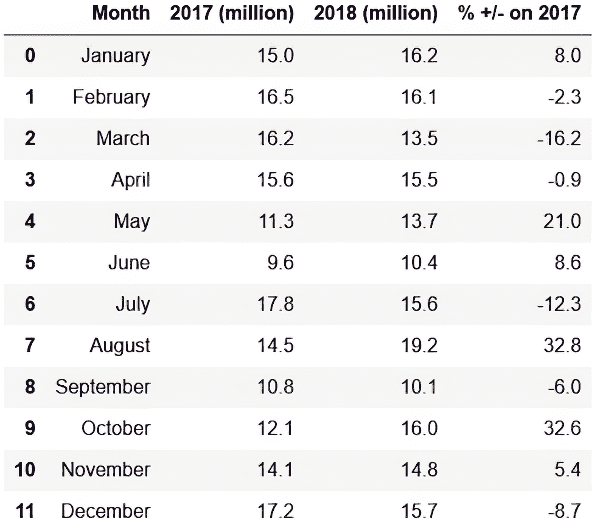 Month 2017 (million) 2018 (million) % +/- on 2017
0 January 15.0 16.2 8.0
1 February 16.5 16.1 -2.3
2 March 16.2 13.5 -16.2
3 April 15.6 15.5 -0.9
4 May 11.3 13.7 21.0
5 June 9.6 10.4 8.6
6 July 17.8 15.6 -12.3
7 August 14.5 19.2 32.8
8 September 10.8 10.1 -6.0
9 October 12.1 16.0 32.6
10 November 14.1 14.8 5.4
11 December 17.2 15.7 -8.7